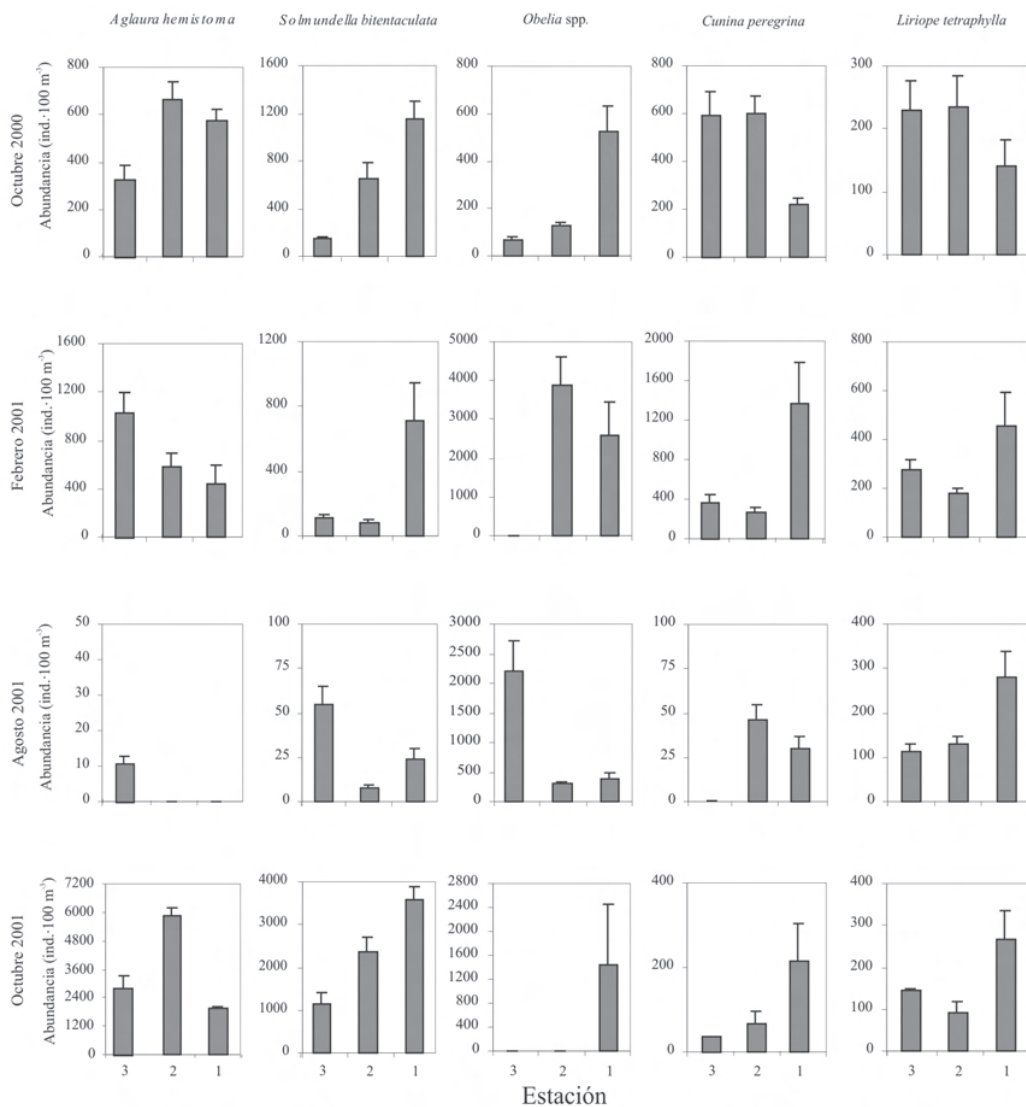 Aglaura hemistoma Solmundella bitentaculata Obelia spp. Cunina peregrina Liriope tetraphylla
Octubre 2000
Abundancia (ind.·100 m⁻³)
800 1600 800 800 300
600 1200 600 600 200
400 800 400 400 100
200 400 200 200
0 0 0 0 0
Febrero 2001
Abundancia (ind.·100 m⁻³)
1600 1200 5000 2000 800
1200 800 4000 1600 600
800 400 3000 1200 400
400 2000 800 200
1000 400
0 0 0 0 0
Agosto 2001
Abundancia (ind.·100 m⁻³)
50 100 3000 100 400
40 75 2500 75 300
30 50 2000 50 200
20 25 1500 25 100
10 1000
500
0 0 0 0 0
Octubre 2001
Abundancia (ind.·100 m⁻³)
7200 4000 2800 400 400
6000 3000 2400 200 300
4800 2000 2000 200
3600 1000 1600 100
2400 1200
1200 800
400
0 0 0 0 0
3 2 1 3 2 1 3 2 1 3 2 1 3 2 1
Estación